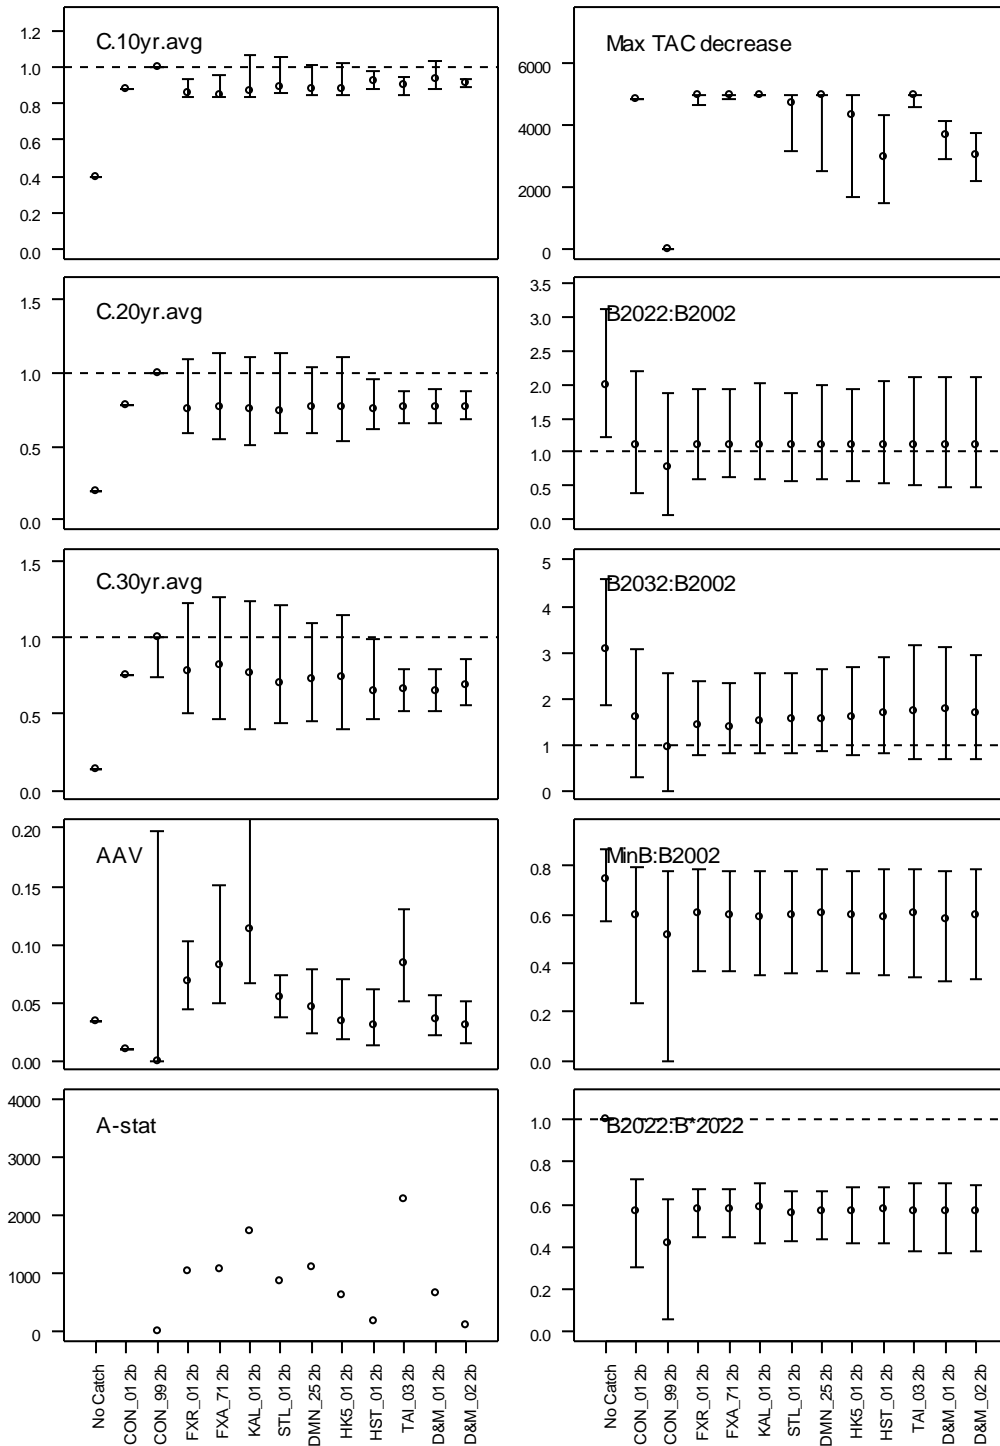 C.10yr.avg
1.2
1.0
0.8
0.6
0.4
0.2
0.0
Max TAC decrease
6000
4000
2000
0
C.20yr.avg
1.5
1.0
0.5
0.0
B2022:B2002
3.5
3.0
2.5
2.0
1.5
1.0
0.5
0.0
C.30yr.avg
1.5
1.0
0.5
0.0
B2032:B2002
5
4
3
2
1
0
AAV
0.20
0.15
0.10
0.05
0.00
MinB:B2002
0.8
0.6
0.4
0.2
0.0
A-stat
4000
3000
2000
1000
0
B2022:B*2022
1.0
0.8
0.6
0.4
0.2
0.0
No Catch
CON_01 2b
CON_99 2b
FXR_01 2b
FXA_71 2b
KAL_01 2b
STL_01 2b
DMN_25 2b
HK5_01 2b
HST_01 2b
TAI_03 2b
D&M_01 2b
D&M_02 2b
No Catch
CON_01 2b
CON_99 2b
FXR_01 2b
FXA_71 2b
KAL_01 2b
STL_01 2b
DMN_25 2b
HK5_01 2b
HST_01 2b
TAI_03 2b
D&M_01 2b
D&M_02 2b